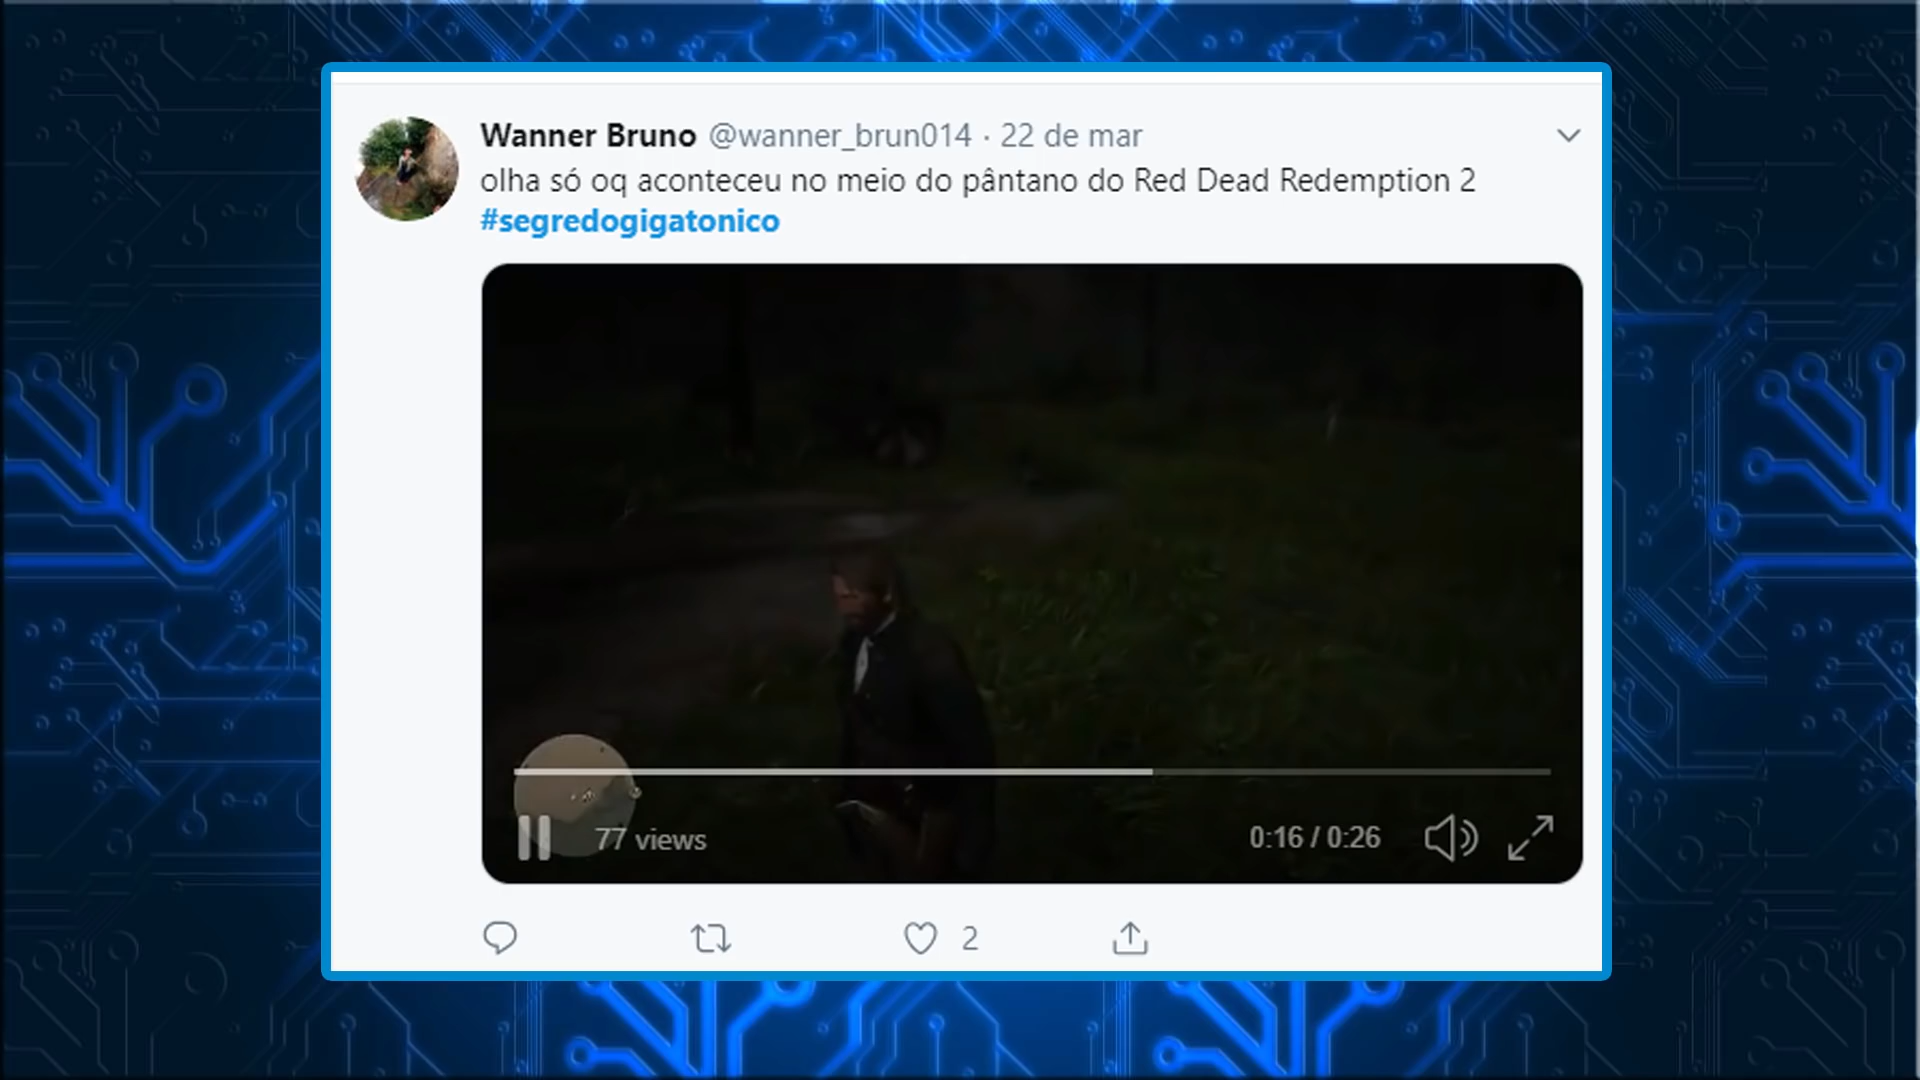 Wanner Bruno @wanner_brun014 · 22 de mar
olha só oq aconteceu no meio do pântano do Red Dead Redemption 2
#segredogigatonico
77 views
0:16 / 0:26
2